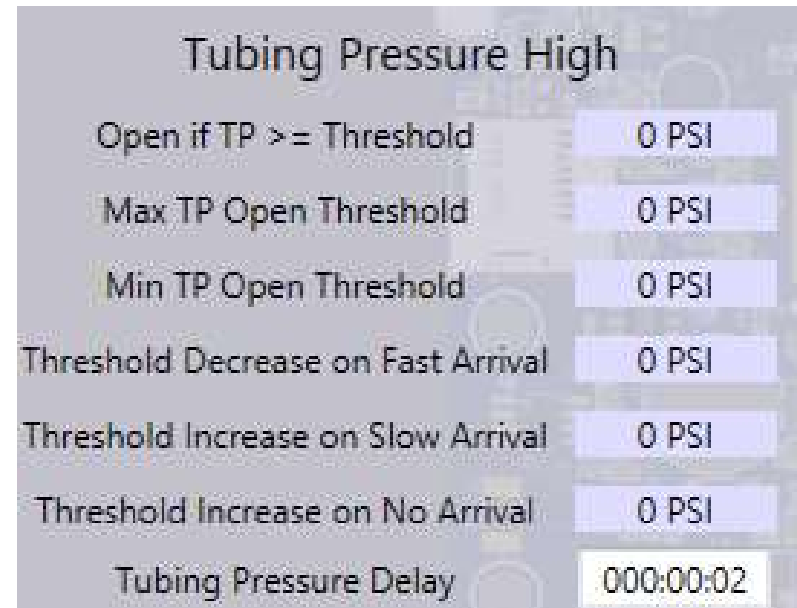 Tubing Pressure High
Open if TP >= Threshold 0 PSI
Max TP Open Threshold 0 PSI
Min TP Open Threshold 0 PSI
Threshold Decrease on Fast Arrival 0 PSI
Threshold Increase on Slow Arrival 0 PSI
Threshold Increase on No Arrival 0 PSI
Tubing Pressure Delay 000:00:02